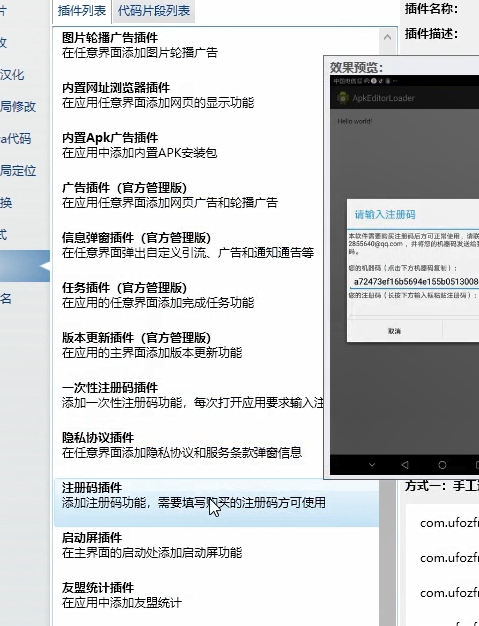 片
改
汉化
局修改
a代码
局定位
换
式
名
插件列表
代码片段列表
图片轮播广告插件
在任意界面添加图片轮播广告
内置网址浏览器插件
在应用任意界面添加网页的显示功能
内置Apk广告插件
在应用中添加内置APK安装包
广告插件（官方管理版）
在应用任意界面添加网页广告和轮播广告
信息弹窗插件（官方管理版）
在任意界面弹出自定义引流、广告和通知通告等
任务插件（官方管理版）
在应用的任意界面添加完成任务功能
版本更新插件（官方管理版）
在应用的主界面添加版本更新功能
一次性注册码插件
添加一次性注册码功能，每次打开应用要求输入注
隐私协议插件
在任意界面添加隐私协议和服务条款弹窗信息
注册码插件
添加注册码功能，需要填写购买的注册码方可使用
启动屏插件
在主界面的启动处添加启动屏功能
友盟统计插件
在应用中添加友盟统计
插件名称：
插件描述：
效果预览：
中国电信
ApkEditorLoader
Hello world!
请输入注册码
本软件需要购买注册码后方可正常使用，请联
2855640@qq.com ，并将您的机器码发送给
码。
您的机器码（点击下方机器码复制）：
a72473ef16b5694e155b0513008
您的注册码（长按下方输入框粘贴注册码）：
取消
方式一：手工
com.ufozf
com.ufozf
com.ufozf